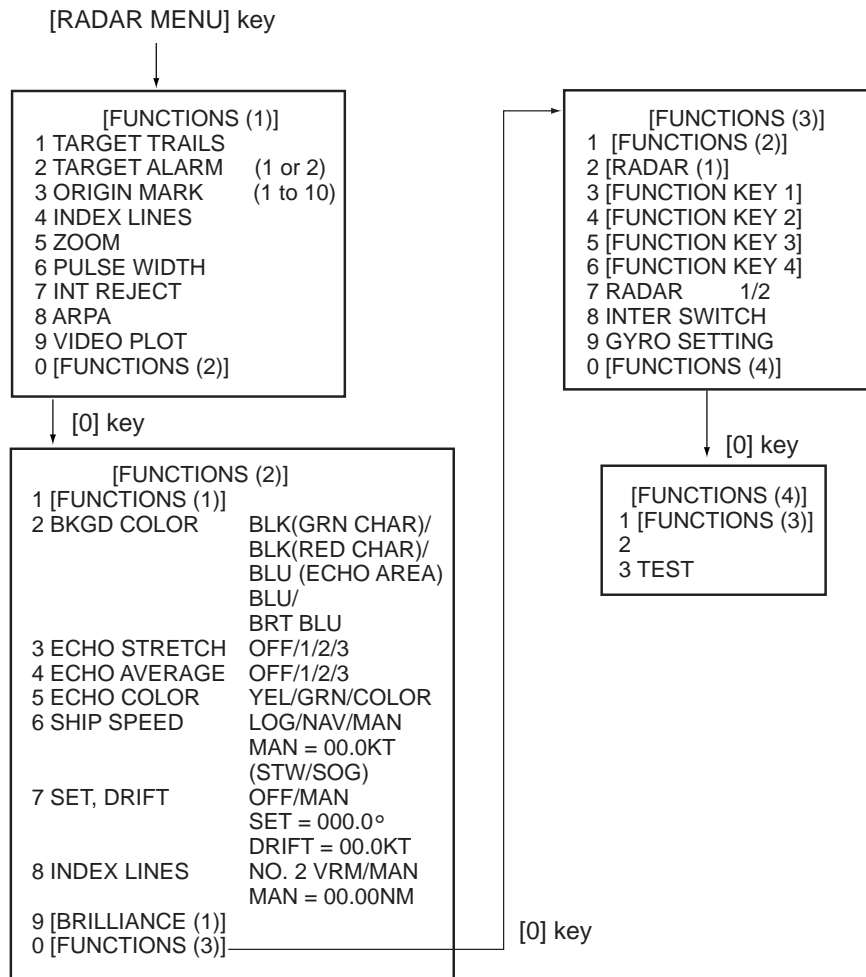 [RADAR MENU] key
[FUNCTIONS (1)]
1 TARGET TRAILS
2 TARGET ALARM (1 or 2)
3 ORIGIN MARK (1 to 10)
4 INDEX LINES
5 ZOOM
6 PULSE WIDTH
7 INT REJECT
8 ARPA
9 VIDEO PLOT
0 [FUNCTIONS (2)]
[0] key
[FUNCTIONS (2)]
1 [FUNCTIONS (1)]
2 BKGD COLOR BLK(GRN CHAR)/
BLK(RED CHAR)/
BLU (ECHO AREA)
BLU/
BRT BLU
3 ECHO STRETCH OFF/1/2/3
4 ECHO AVERAGE OFF/1/2/3
5 ECHO COLOR YEL/GRN/COLOR
6 SHIP SPEED LOG/NAV/MAN
MAN = 00.0KT
(STW/SOG)
7 SET, DRIFT OFF/MAN
SET = 000.0°
DRIFT = 00.0KT
8 INDEX LINES NO. 2 VRM/MAN
MAN = 00.00NM
9 [BRILLIANCE (1)]
0 [FUNCTIONS (3)]
[0] key
[FUNCTIONS (3)]
1 [FUNCTIONS (2)]
2 [RADAR (1)]
3 [FUNCTION KEY 1]
4 [FUNCTION KEY 2]
5 [FUNCTION KEY 3]
6 [FUNCTION KEY 4]
7 RADAR 1/2
8 INTER SWITCH
9 GYRO SETTING
0 [FUNCTIONS (4)]
[0] key
[FUNCTIONS (4)]
1 [FUNCTIONS (3)]
2
3 TEST